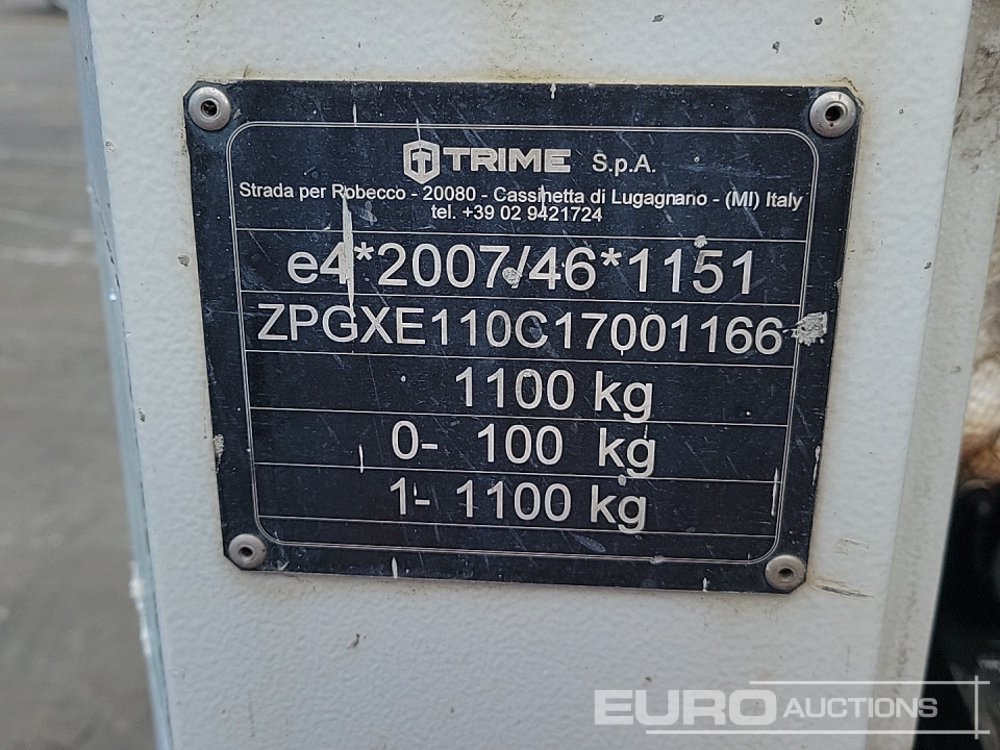 TRIME S.p.A.
Strada per Robecco - 20080 - Cassinetta di Lugagnano - (MI) Italy
tel. +39 02 9421724
e4*2007/46*1151
ZPGXE110C17001166
1100 kg
0- 100 kg
1- 1100 kg
EURO AUCTIONS